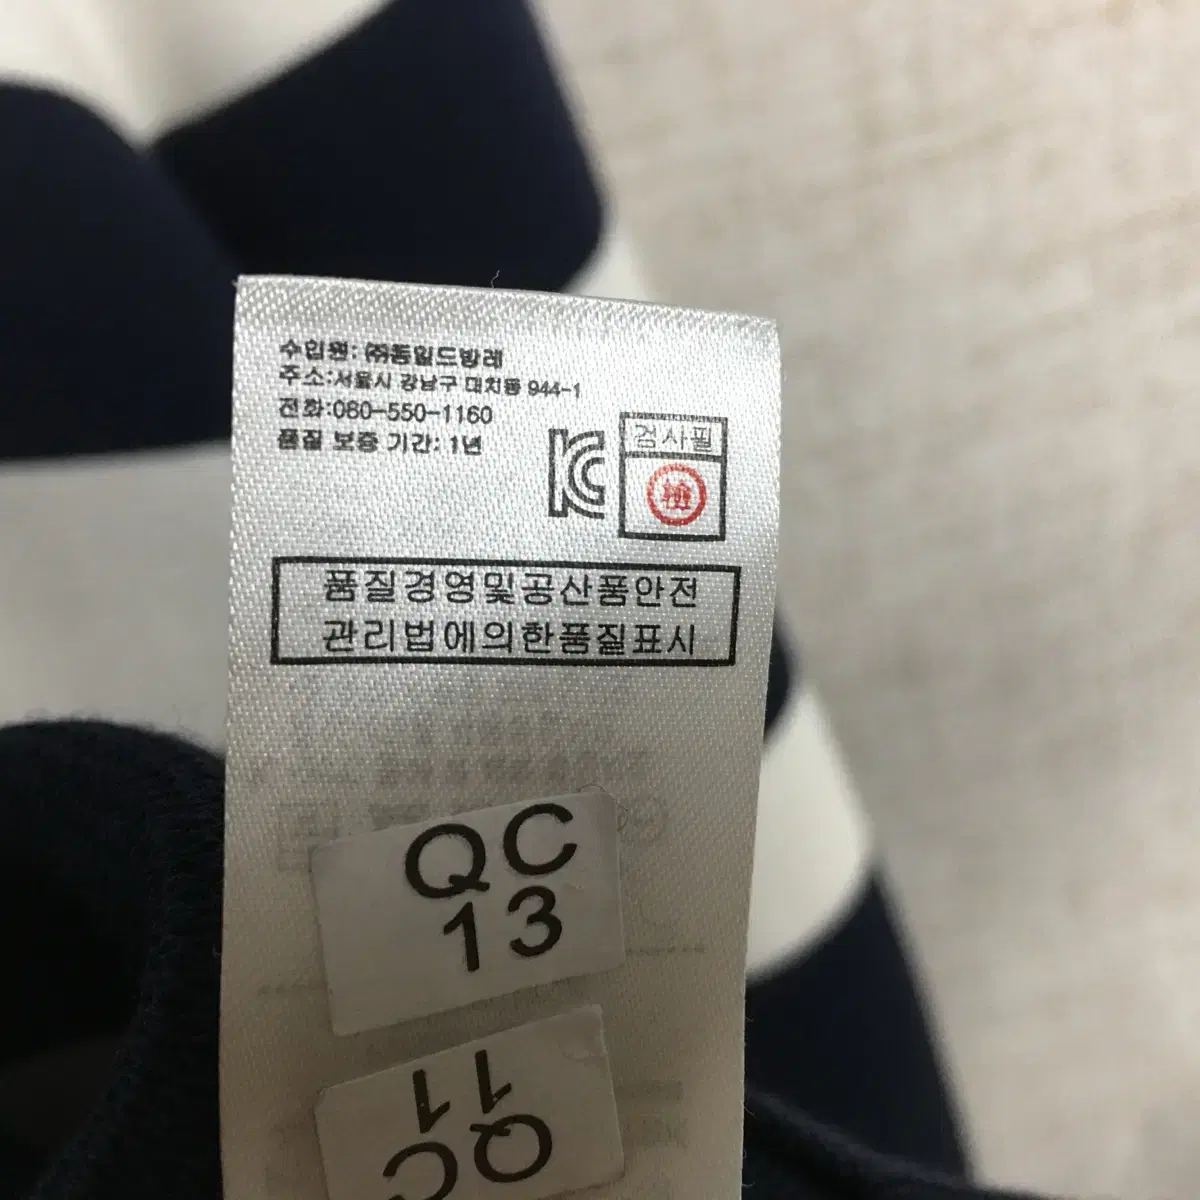 수입원: ㈜동일드방레
주소:서울시 강남구 대치동 944-1
전화:080-550-1160
품질 보증 기간: 1년
KC
검사필
檢
품질경영및공산품안전
관리법에의한품질표시
QC
13
QC
11